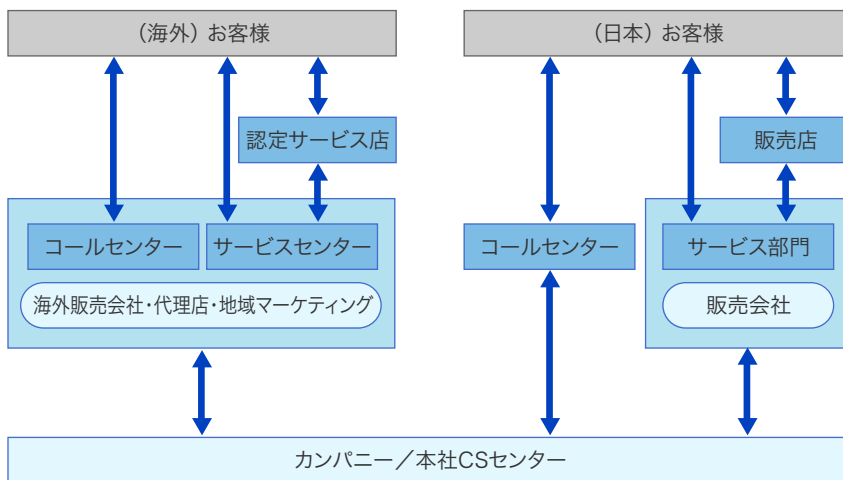 （海外）お客様
（日本）お客様
認定サービス店
販売店
コールセンター
サービスセンター
コールセンター
サービス部門
海外販売会社・代理店・地域マーケティング
販売会社
カンパニー／本社CSセンター